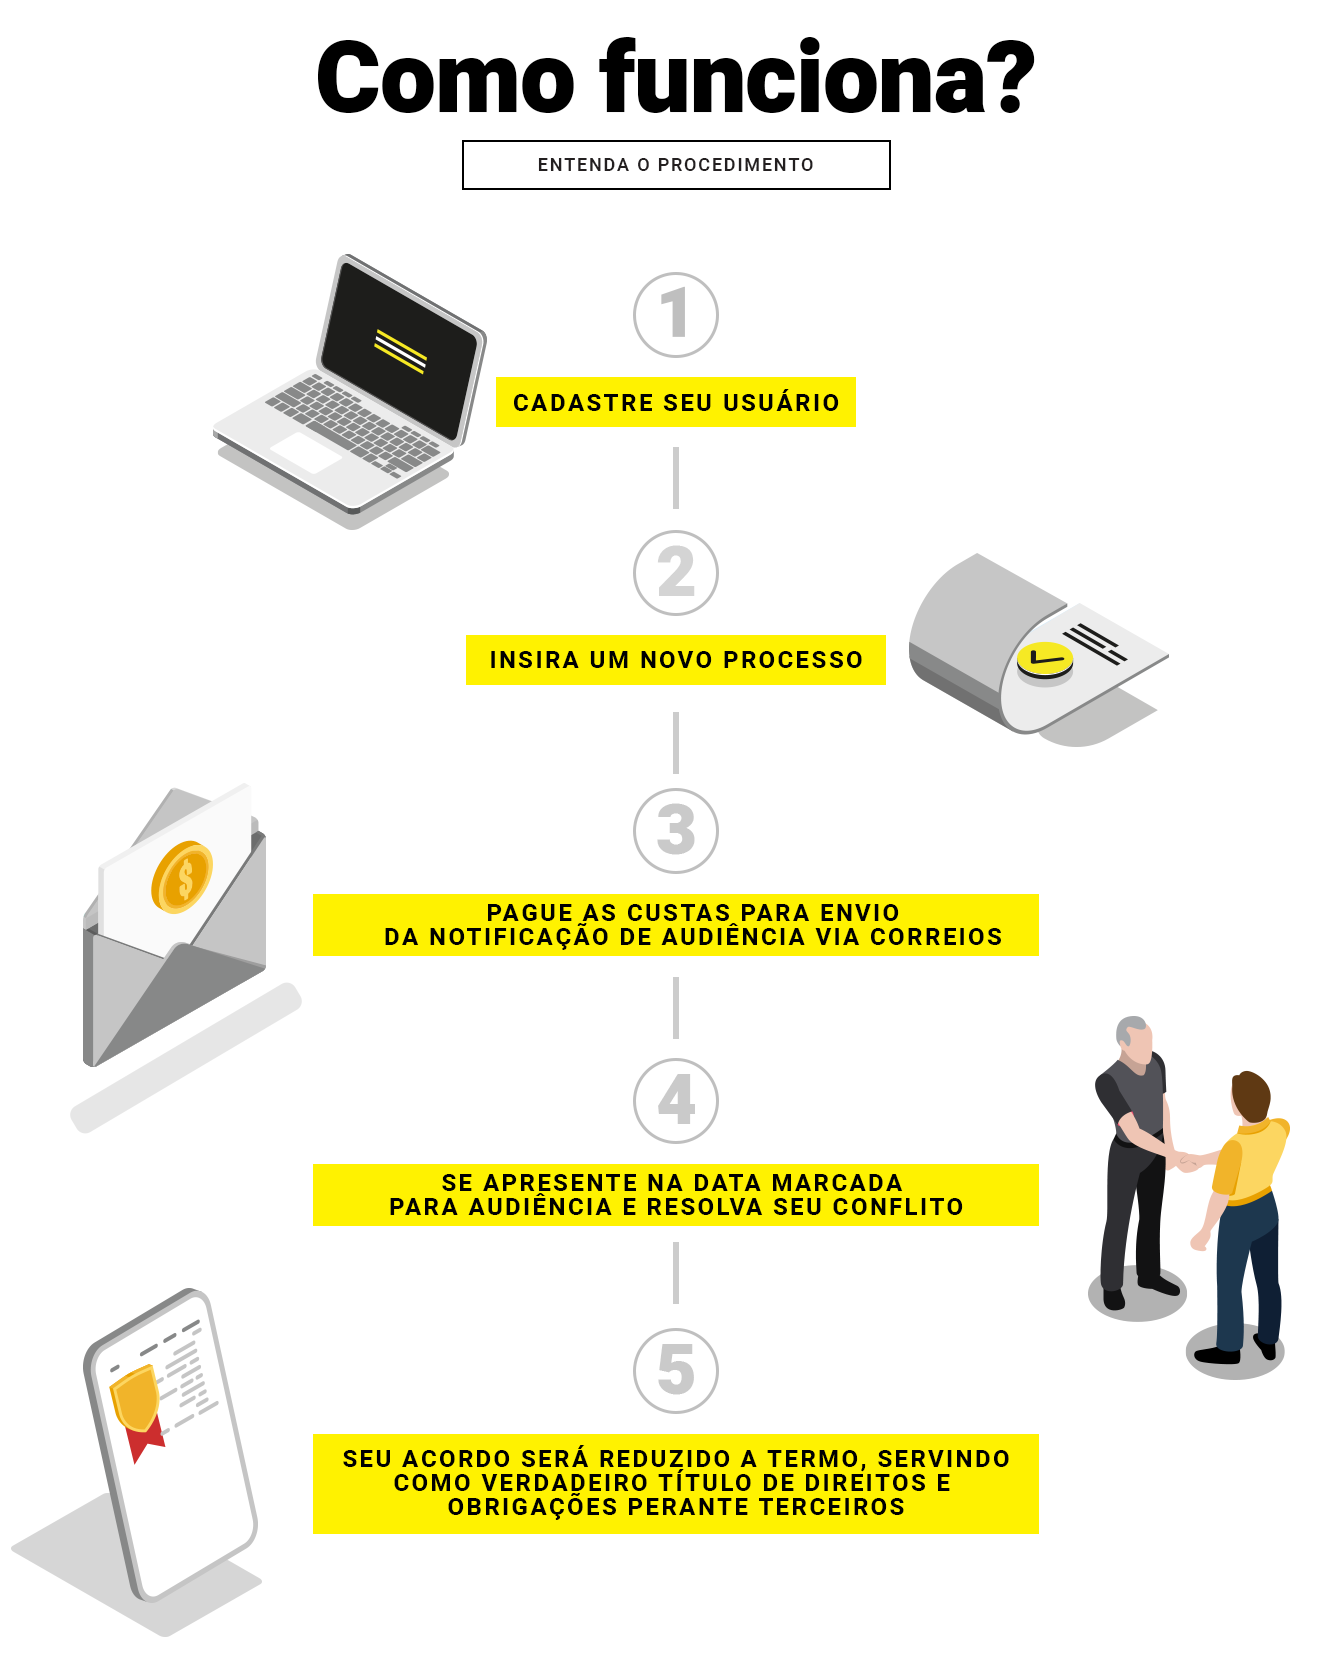 Como funciona?
ENTENDA O PROCEDIMENTO
1
CADASTRE SEU USUÁRIO
2
INSIRA UM NOVO PROCESSO
3
PAGUE AS CUSTAS PARA ENVIO
DA NOTIFICAÇÃO DE AUDIÊNCIA VIA CORREIOS
$
4
SE APRESENTE NA DATA MARCADA
PARA AUDIÊNCIA E RESOLVA SEU CONFLITO
5
SEU ACORDO SERÁ REDUZIDO A TERMO, SERVINDO
COMO VERDADEIRO TÍTULO DE DIREITOS E
OBRIGAÇÕES PERANTE TERCEIROS